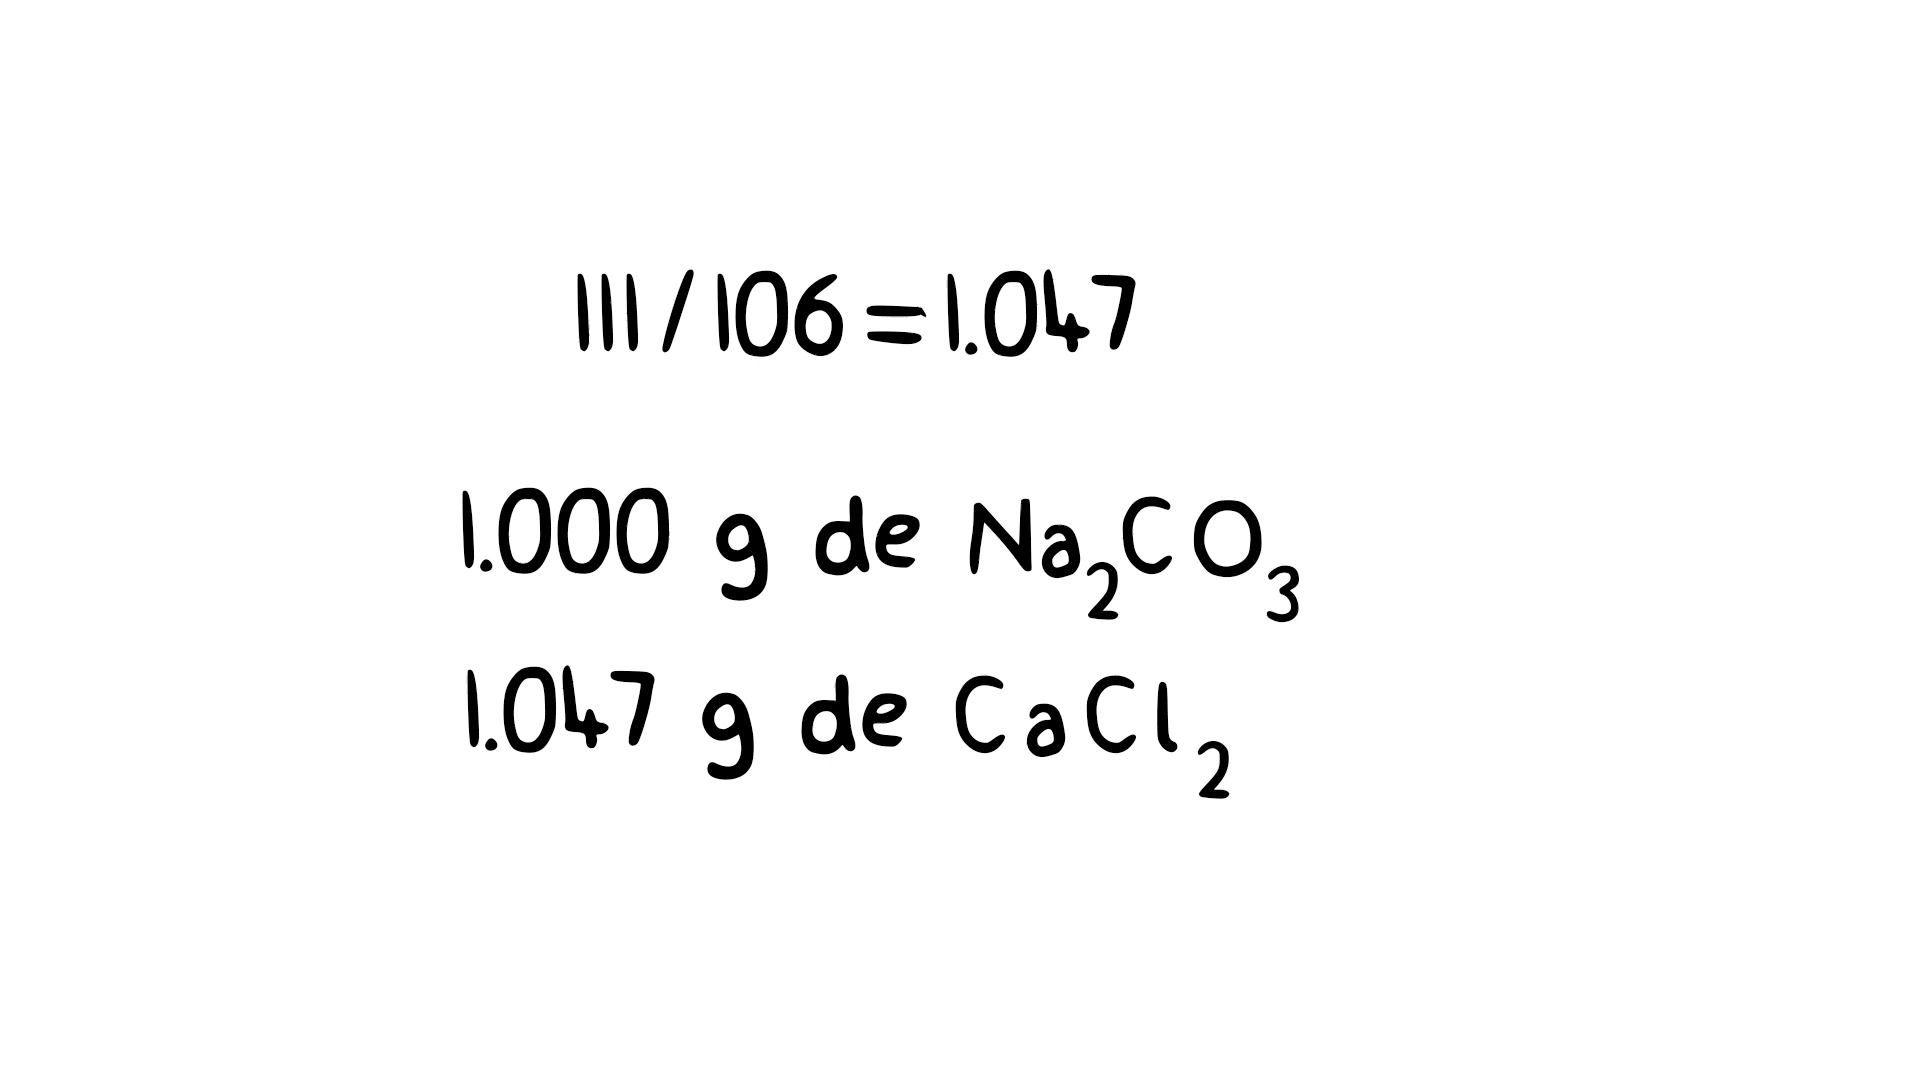 111/106=1.047
1.000 g de Na₂CO₃
1.047 g de CaCl₂